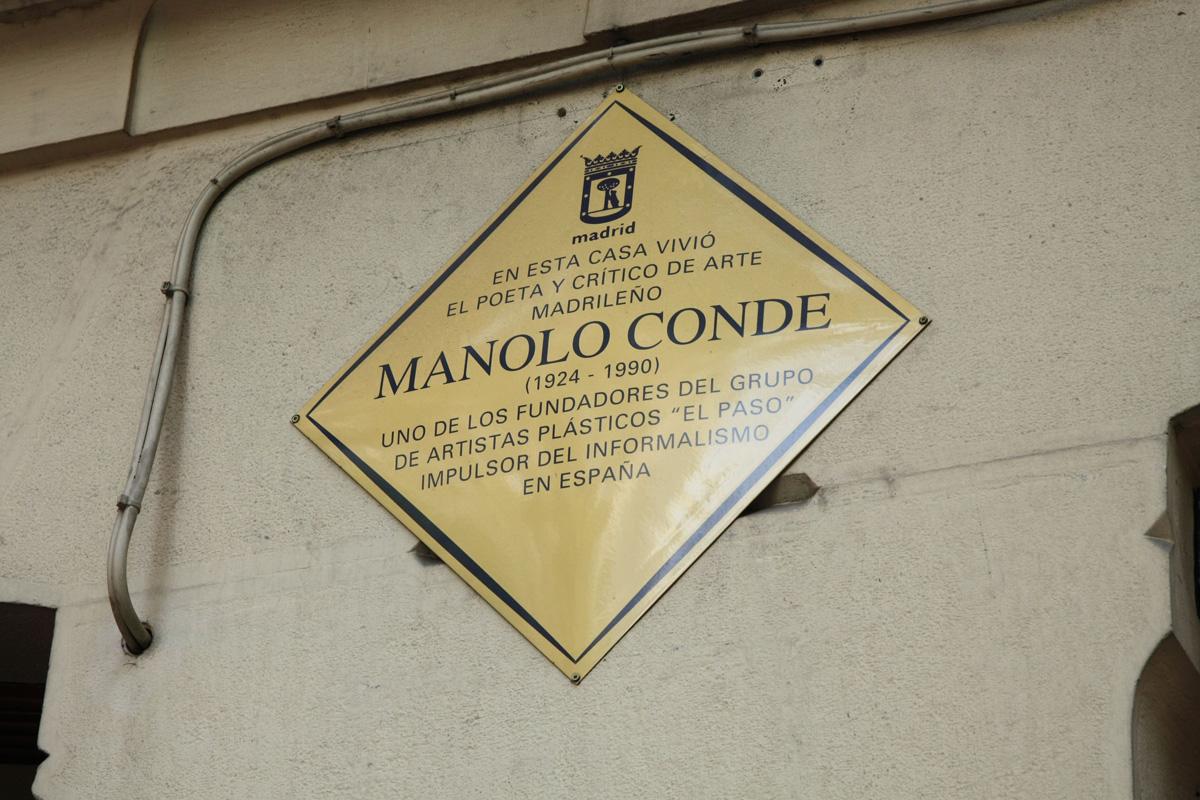 madrid
EN ESTA CASA VIVIÓ
EL POETA Y CRÍTICO DE ARTE
MADRILEÑO
MANOLO CONDE
(1924 - 1990)
UNO DE LOS FUNDADORES DEL GRUPO
DE ARTISTAS PLÁSTICOS “EL PASO”
IMPULSOR DEL INFORMALISMO
EN ESPAÑA